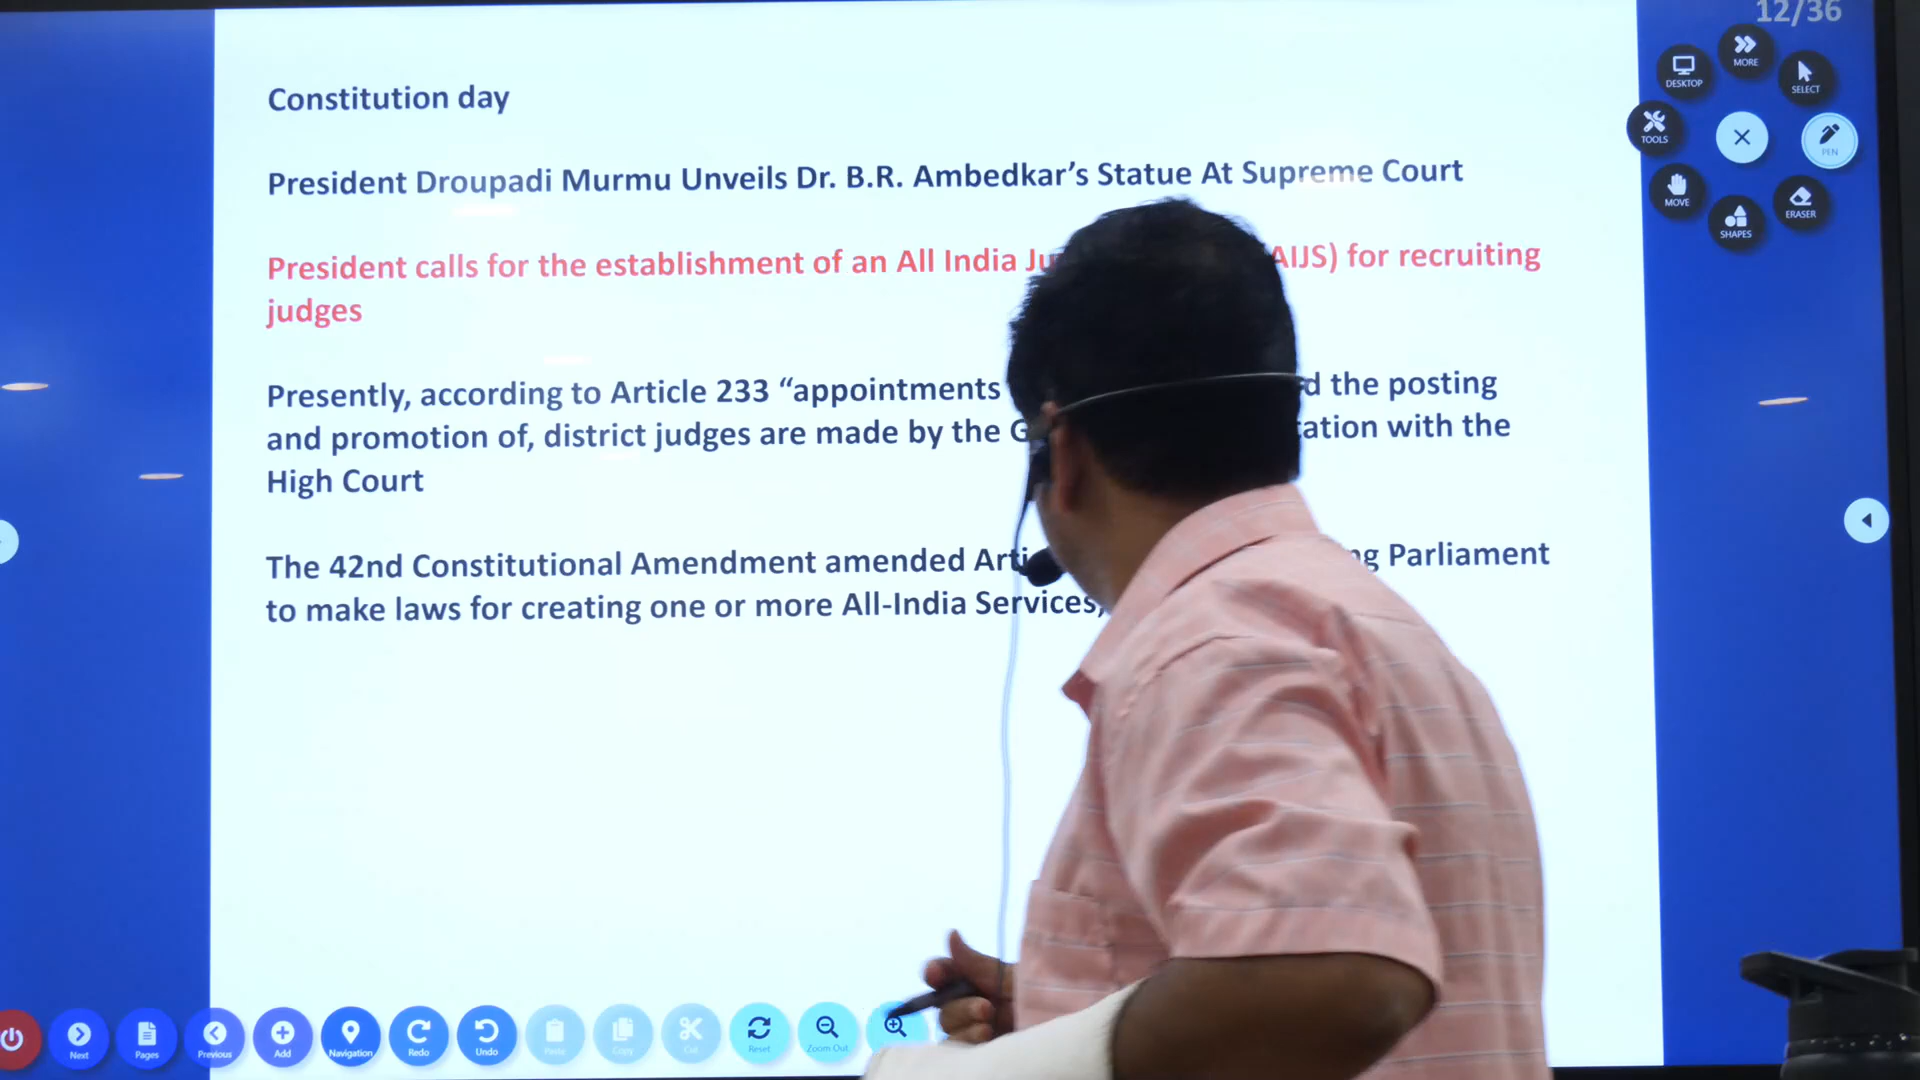 12/36
MORE
DESKTOP
SELECT
TOOLS
PEN
MOVE
ERASER
SHAPES
Constitution day
President Droupadi Murmu Unveils Dr. B.R. Ambedkar’s Statue At Supreme Court
President calls for the establishment of an All India AIJS) for recruiting
judges
Presently, according to Article 233 “appointments the posting
and promotion of, district judges are made by the with the
High Court
The 42nd Constitutional Amendment amended Parliament
to make laws for creating one or more All-India Services,
Next
Pages
Previous
Add
Navigation
Redo
Undo
Paste
Copy
Cut
Reset
Zoom Out